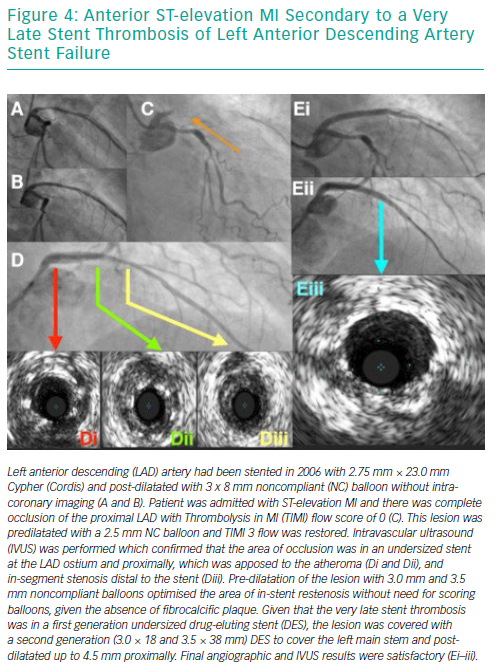 Figure 4: Anterior ST-elevation MI Secondary to a Very
Late Stent Thrombosis of Left Anterior Descending Artery
Stent Failure
A
B
C
D
Di
Dii
Diii
Ei
Eii
Eiii
Left anterior descending (LAD) artery had been stented in 2006 with 2.75 mm × 23.0 mm
Cypher (Cordis) and post-dilatated with 3 x 8 mm noncompliant (NC) balloon without intra-
coronary imaging (A and B). Patient was admitted with ST-elevation MI and there was complete
occlusion of the proximal LAD with Thrombolysis in MI (TIMI) flow score of 0 (C). This lesion was
predilatated with a 2.5 mm NC balloon and TIMI 3 flow was restored. Intravascular ultrasound
(IVUS) was performed which confirmed that the area of occlusion was in an undersized stent
at the LAD ostium and proximally, which was apposed to the atheroma (Di and Dii), and
in-segment stenosis distal to the stent (Diii). Pre-dilatation of the lesion with 3.0 mm and 3.5
mm noncompliant balloons optimised the area of in-stent restenosis without need for scoring
balloons, given the absence of fibrocalcific plaque. Given that the very late stent thrombosis
was in a first generation undersized drug-eluting stent (DES), the lesion was covered with
a second generation (3.0 × 18 and 3.5 × 38 mm) DES to cover the left main stem and post-
dilatated up to 4.5 mm proximally. Final angiographic and IVUS results were satisfactory (Ei–iii).